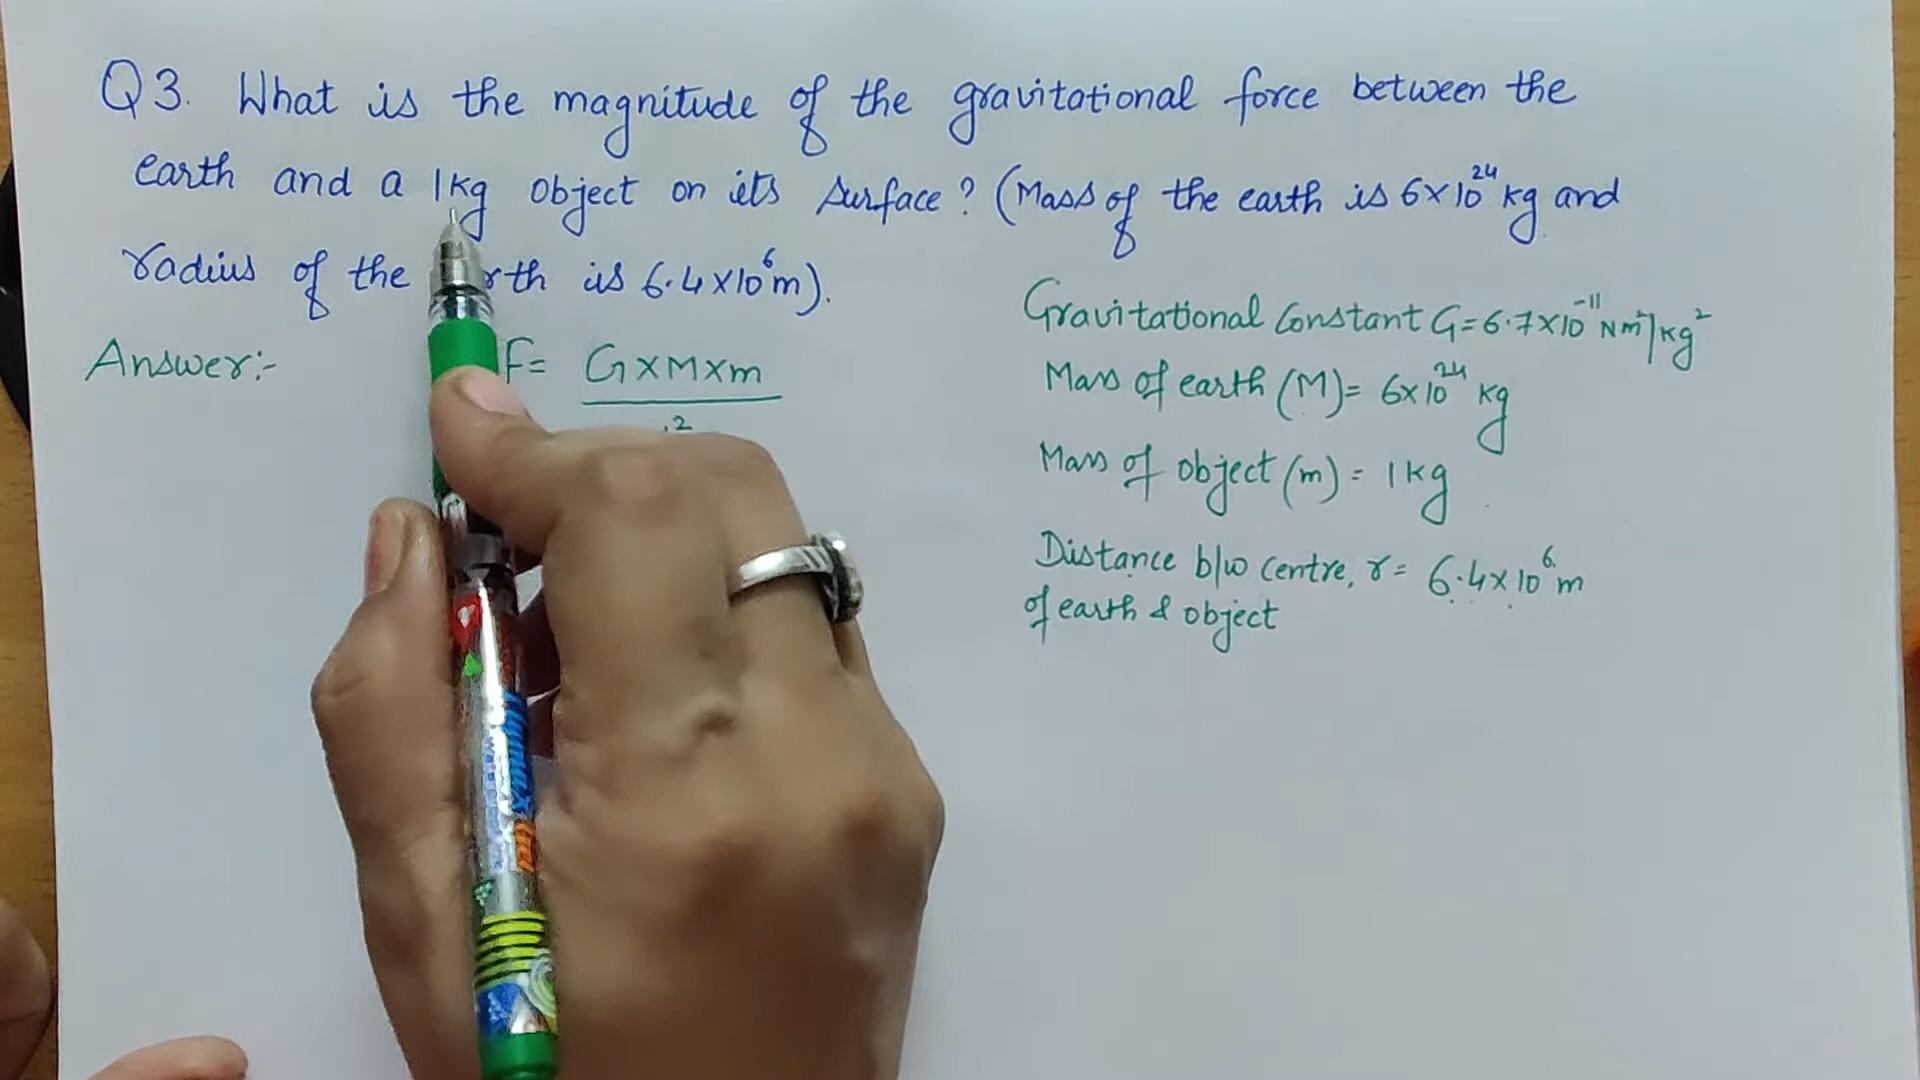 Q3. What is the magnitude of the gravitational force between the
earth and a 1kg object on its surface? (Mass of the earth is 6×10²⁴ kg and
radius of the rth is 6.4×10⁶m).
Answer:-
F= G×M×m
2
Gravitational Constant G=6.7×10⁻¹¹Nm²/kg²
Mass of earth (M)= 6×10²⁴ kg
Mass of object (m) = 1kg
Distance b/w centre, r= 6.4×10⁶m
of earth & object